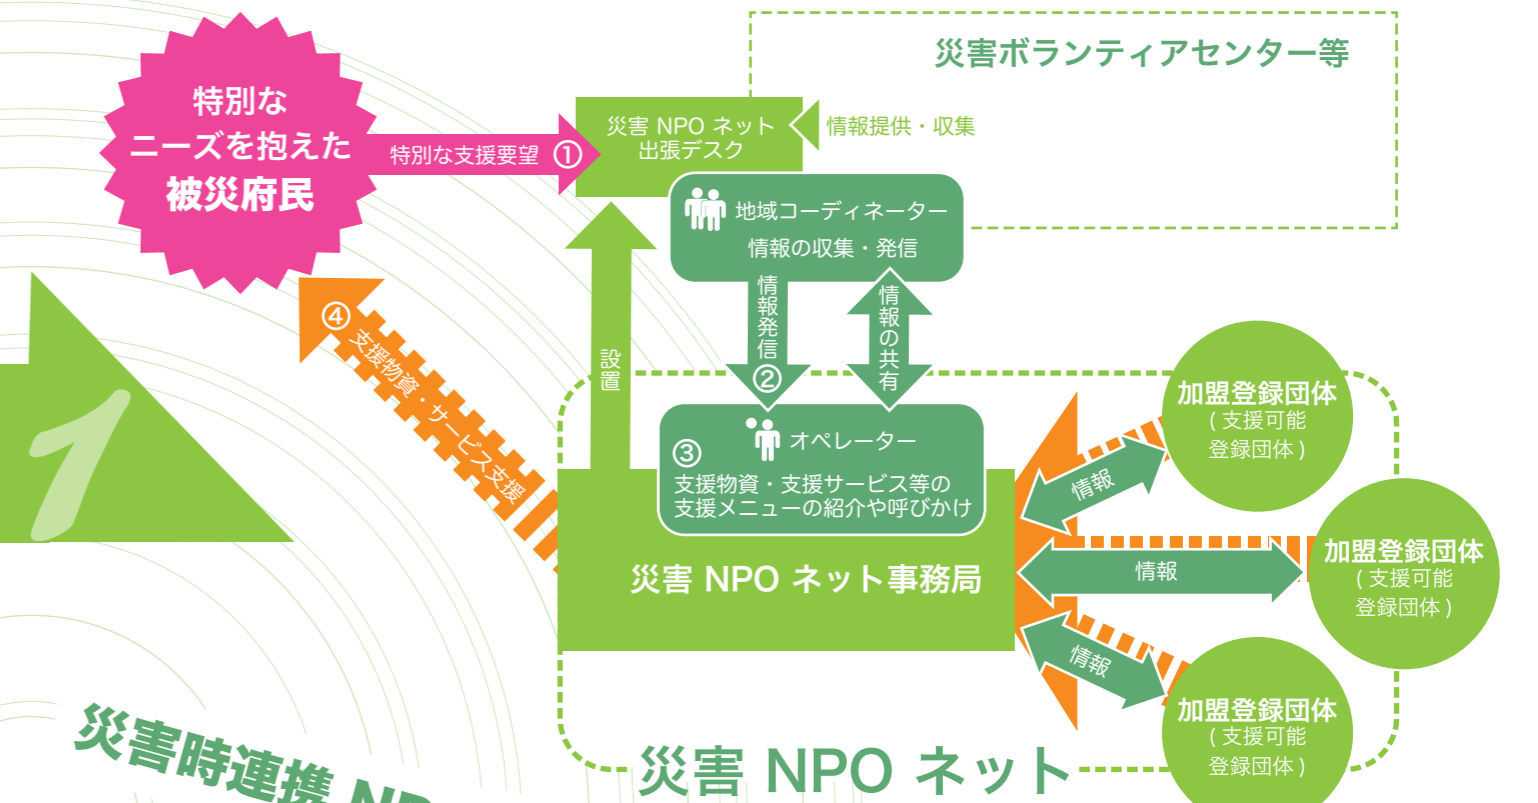 災害ボランティアセンター等
特別な
ニーズを抱えた
被災府民
特別な支援要望 ①
災害 NPO ネット
出張デスク
情報提供・収集
地域コーディネーター
情報の収集・発信
情報発信②
情報の共有
設置
④ 支援物資・サービス支援
③
オペレーター
支援物資・支援サービス等の
支援メニューの紹介や呼びかけ
災害 NPO ネット事務局
情報
情報
情報
加盟登録団体
( 支援可能
登録団体 )
加盟登録団体
( 支援可能
登録団体 )
加盟登録団体
( 支援可能
登録団体 )
災害 NPO ネット
1
災害時連携 NP